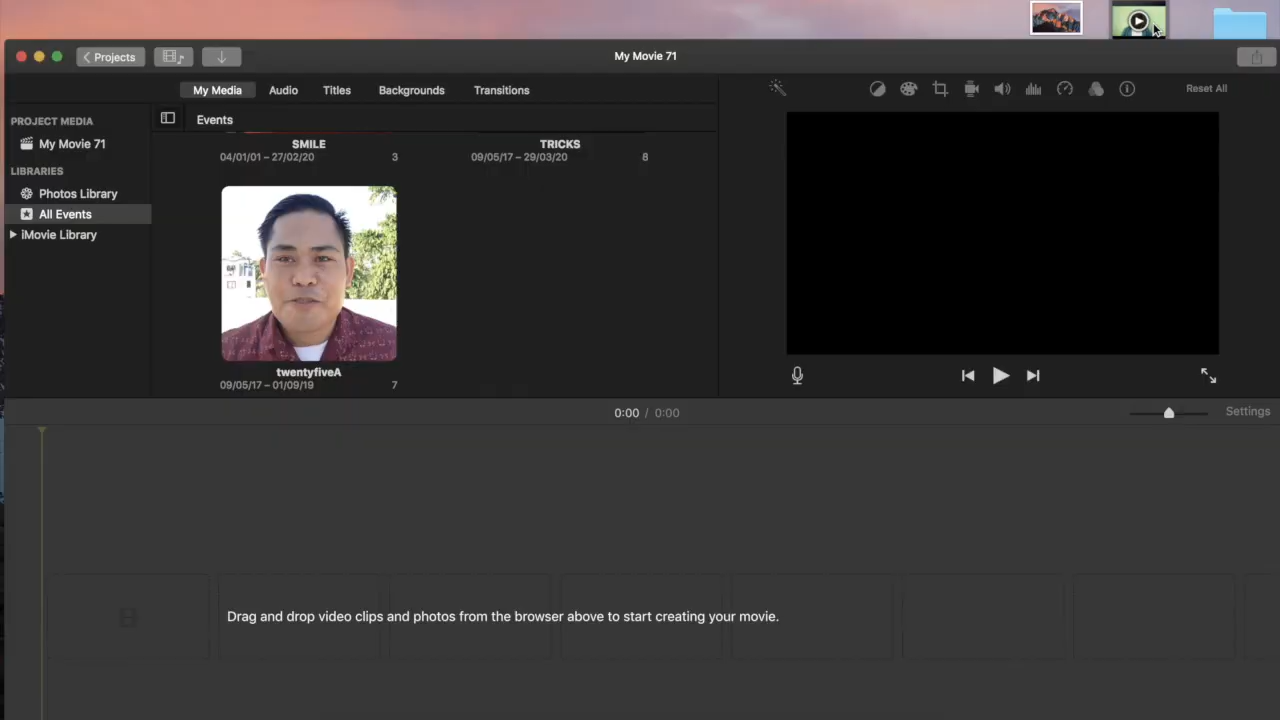 Projects
My Movie 71
My Media
Audio
Titles
Backgrounds
Transitions
Reset All
PROJECT MEDIA
My Movie 71
LIBRARIES
Photos Library
All Events
iMovie Library
Events
SMILE
04/01/01 – 27/02/20 3
TRICKS
09/05/17 – 29/03/20 8
twentyfiveA
09/05/17 – 01/09/19 7
0:00 / 0:00
Settings
Drag and drop video clips and photos from the browser above to start creating your movie.